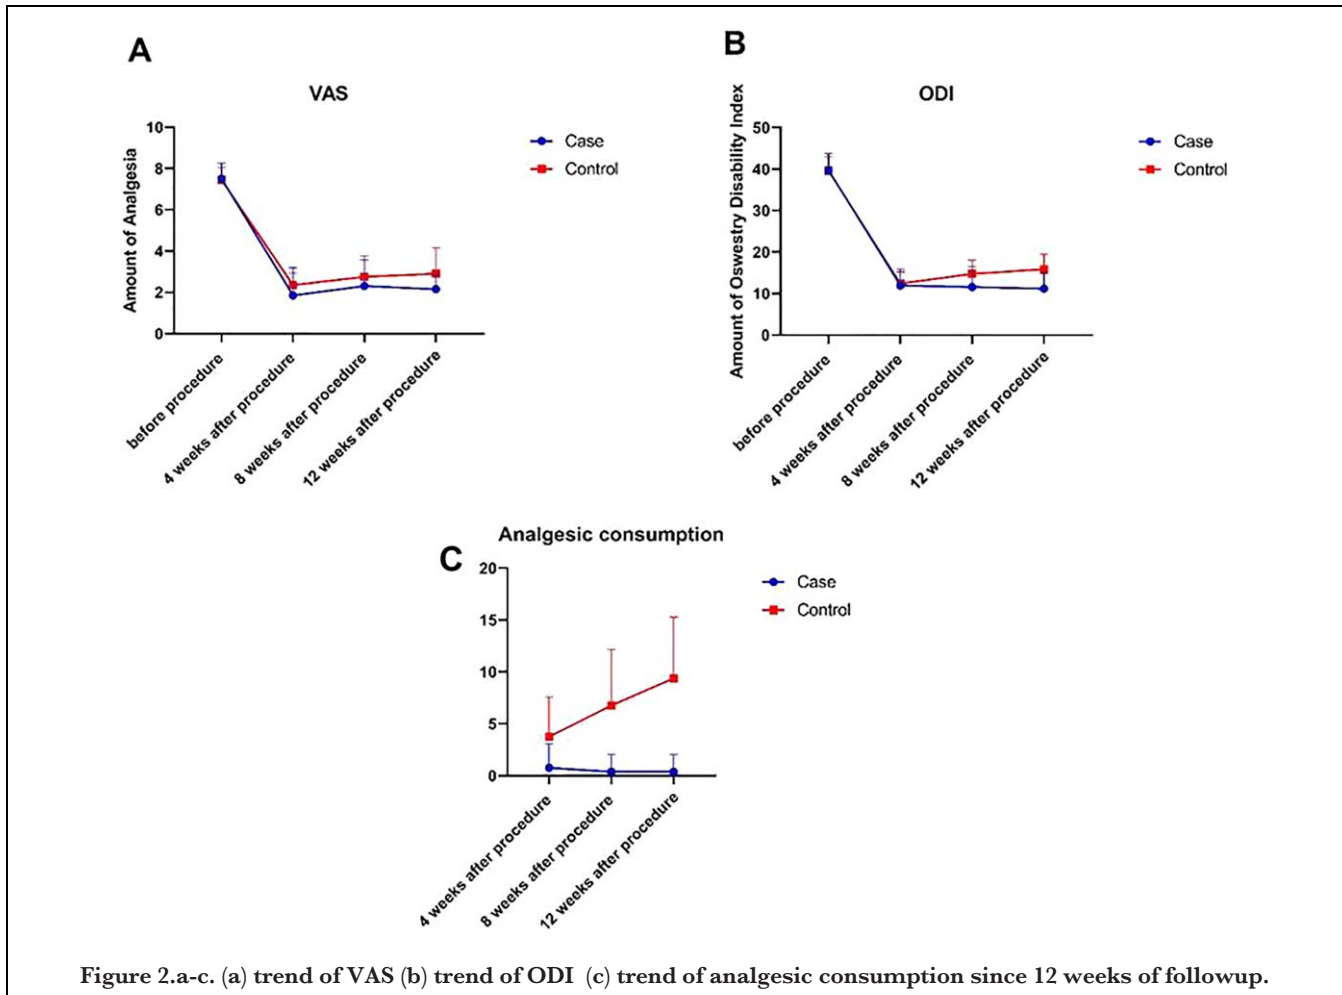 A
VAS
Amount of Analgesia
10
8
6
4
2
0
before procedure
4 weeks after procedure
8 weeks after procedure
12 weeks after procedure
Case
Control
B
ODI
Amount of Oswestry Disability Index
50
40
30
20
10
0
before procedure
4 weeks after procedure
8 weeks after procedure
12 weeks after procedure
Case
Control
C
Analgesic consumption
20
15
10
5
0
4 weeks after procedure
8 weeks after procedure
12 weeks after procedure
Case
Control
Figure 2.a-c. (a) trend of VAS (b) trend of ODI (c) trend of analgesic consumption since 12 weeks of followup.